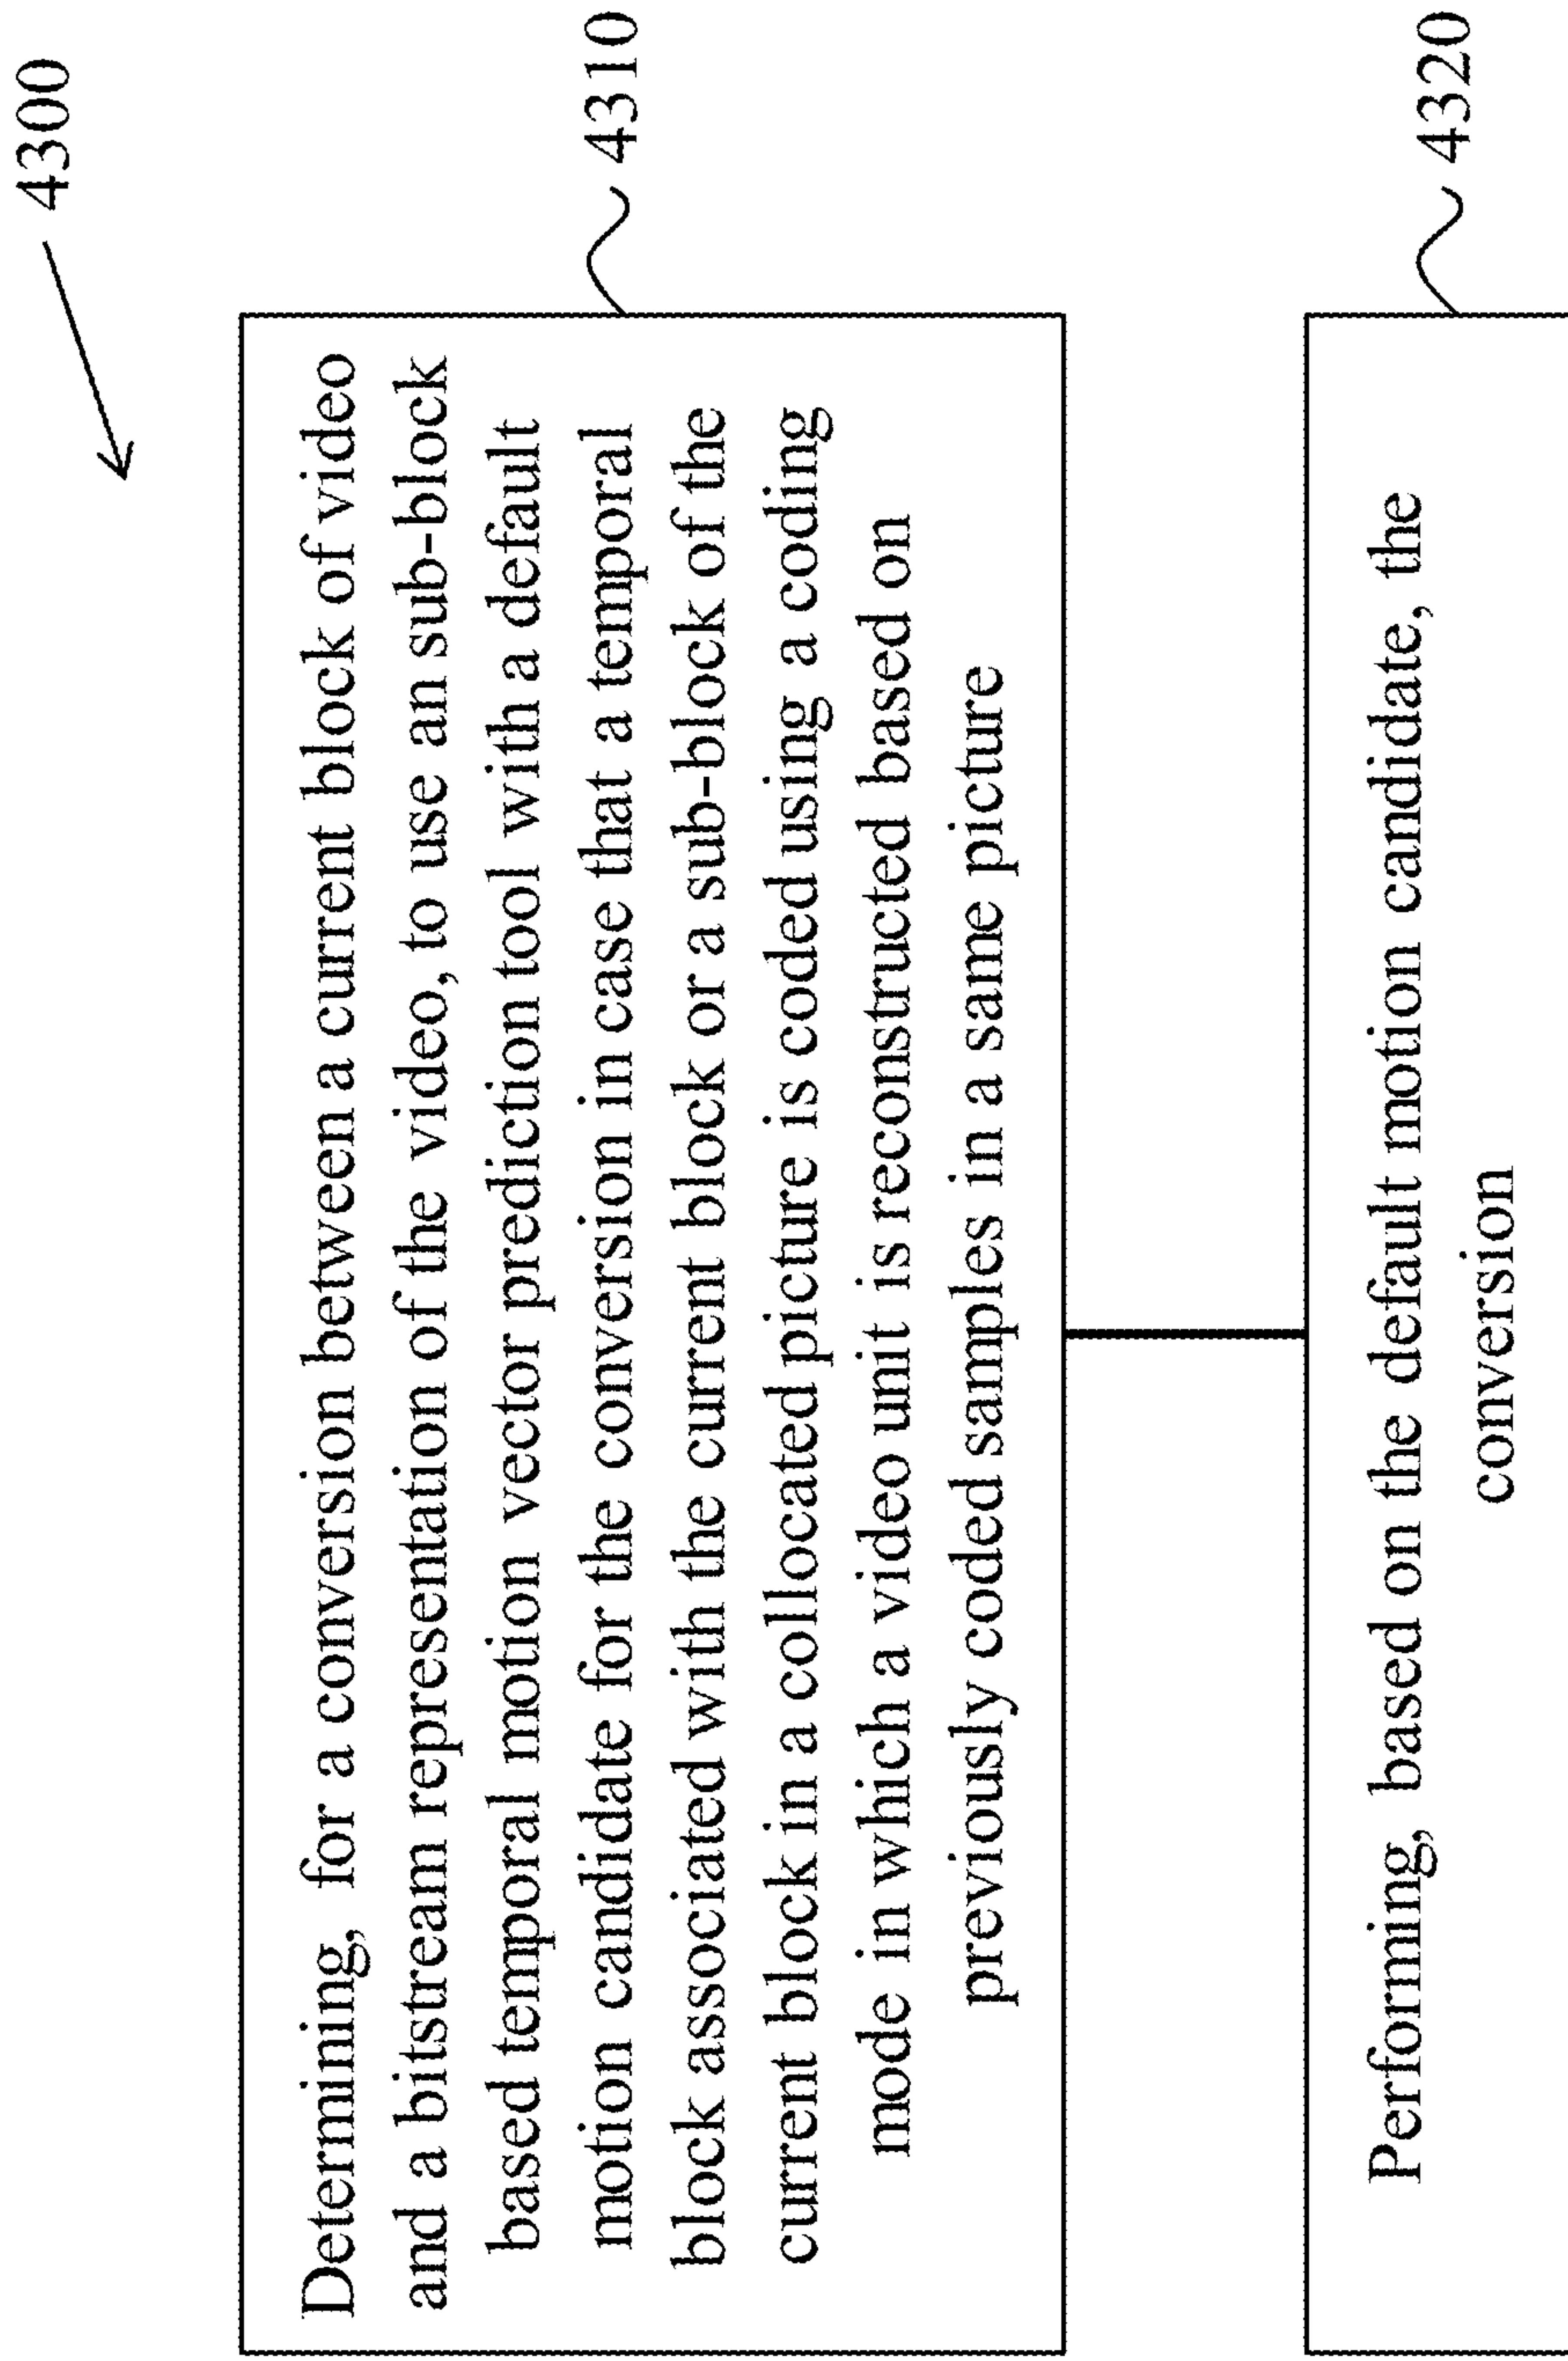 4300
Determining, for a conversion between a current block of video
and a bitstream representation of the video, to use an sub-block
based temporal motion vector prediction tool with a default
motion candidate for the conversion in case that a temporal
block associated with the current block or a sub-block of the
current block in a collocated picture is coded using a coding
mode in which a video unit is reconstructed based on
previously coded samples in a same picture
4310
Performing, based on the default motion candidate, the
conversion
4320